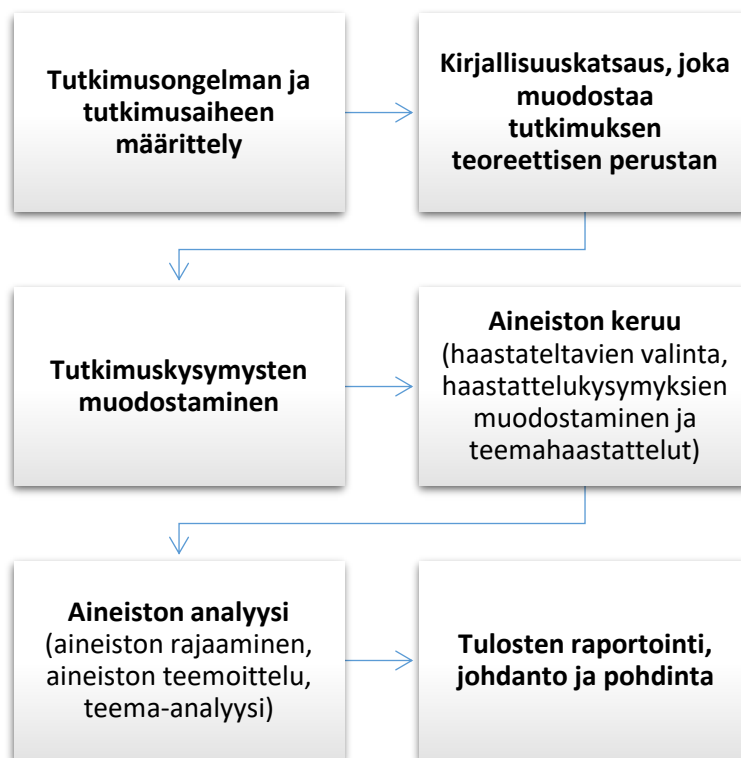 Tutkimusongelman ja
tutkimusaiheen
määrittely
Kirjallisuuskatsaus, joka
muodostaa
tutkimuksen
teoreettisen perustan
Tutkimuskysymysten
muodostaminen
Aineiston keruu
(haastateltavien valinta,
haastattelukysymyksien
muodostaminen ja
teemahaastattelut)
Aineiston analyysi
(aineiston rajaaminen,
aineiston teemoittelu,
teema-analyysi)
Tulosten raportointi,
johdanto ja pohdinta